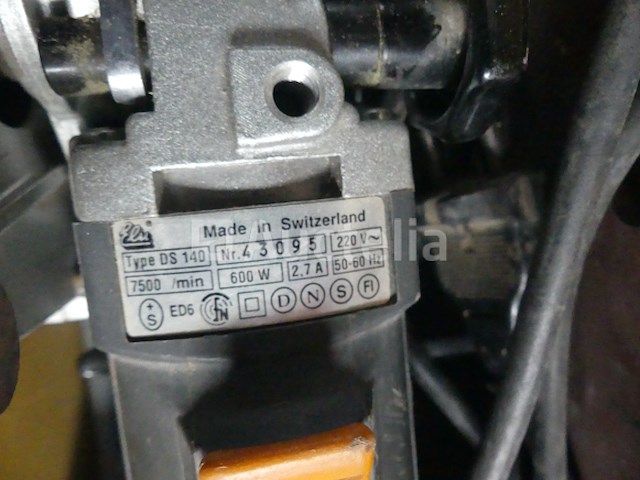 Elu Made in Switzerland
Type DS 140 Nr. 43095 220 V~
7500 /min 600 W 2.7 A 50-60 Hz
+S ED6 D N S FI